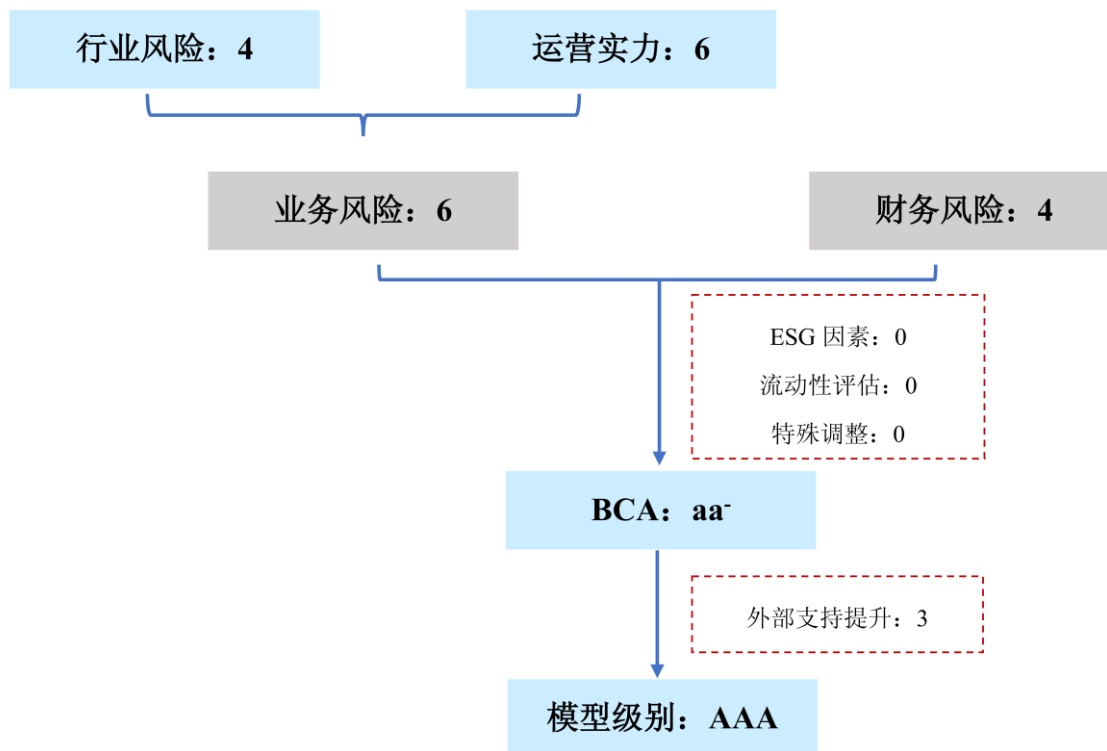 行业风险：4
运营实力：6
业务风险：6
财务风险：4
ESG 因素：0
流动性评估：0
特殊调整：0
BCA：aa-
外部支持提升：3
模型级别：AAA